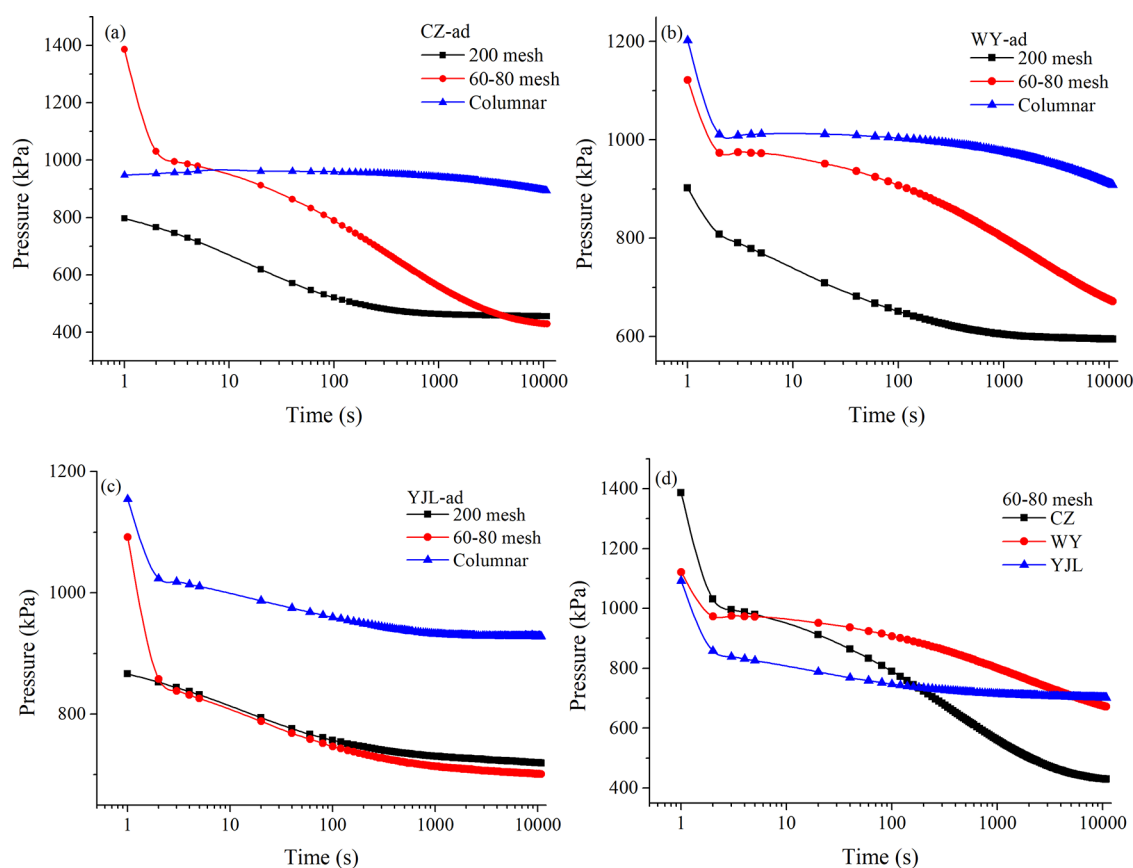 (a)
CZ-ad
200 mesh
60-80 mesh
Columnar
1400
1200
1000
800
600
400
Pressure (kPa)
1 10 100 1000 10000
Time (s)
(b)
WY-ad
200 mesh
60-80 mesh
Columnar
1200
1000
800
600
Pressure (kPa)
1 10 100 1000 10000
Time (s)
(c)
YJL-ad
200 mesh
60-80 mesh
Columnar
1200
1000
800
Pressure (kPa)
1 10 100 1000 10000
Time (s)
(d)
60-80 mesh
CZ
WY
YJL
1400
1200
1000
800
600
400
Pressure (kPa)
1 10 100 1000 10000
Time (s)